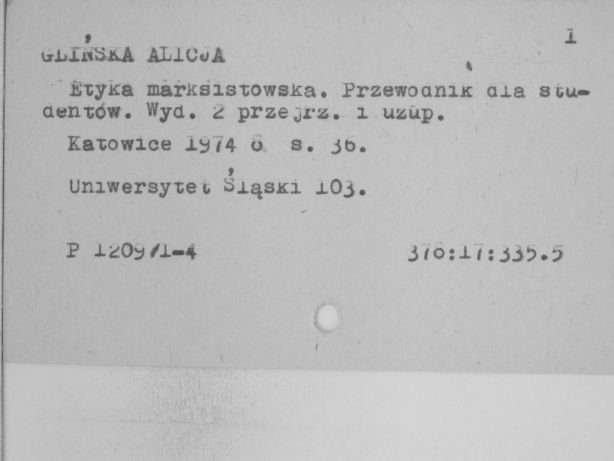 1
GLIŃSKA ALICJA
Etyka marksistowska. Przewodnik dla stu-
dentów. Wyd. 2 przejrz. i uzup.
Katowice 1974 8 s. 36.
Uniwersytet Śląski 103.
P 1209/1-4 378:17:335.5